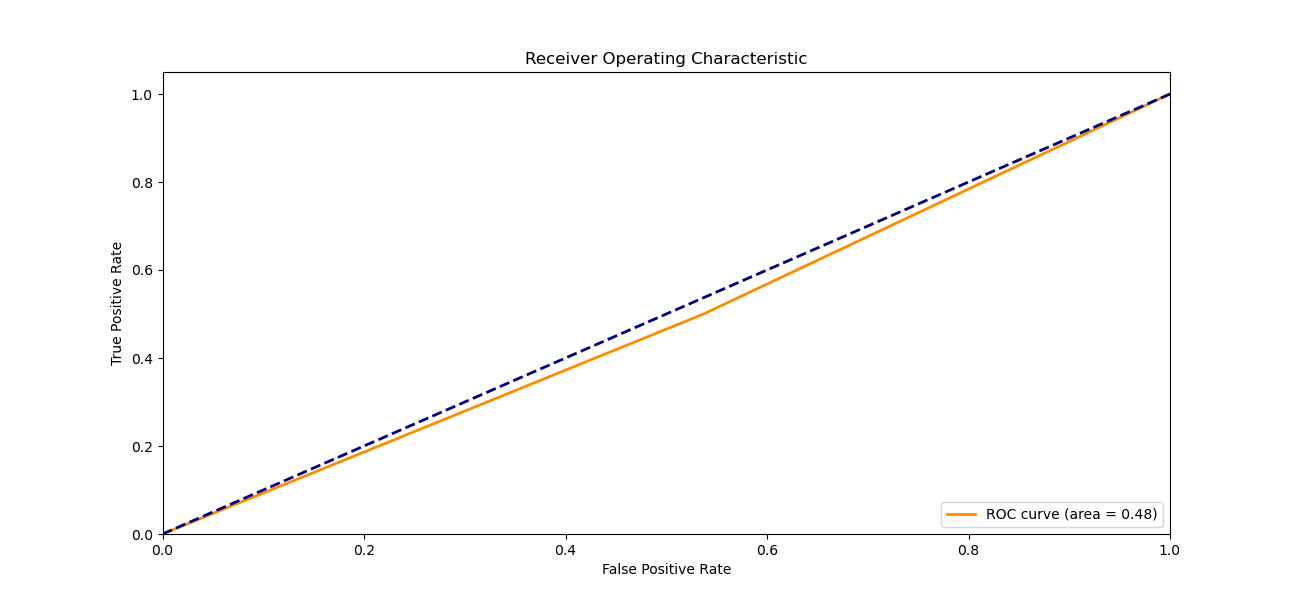 Receiver Operating Characteristic
1.0
0.8
0.6
0.4
0.2
0.0
True Positive Rate
ROC curve (area = 0.48)
0.0 0.2 0.4 0.6 0.8 1.0
False Positive Rate